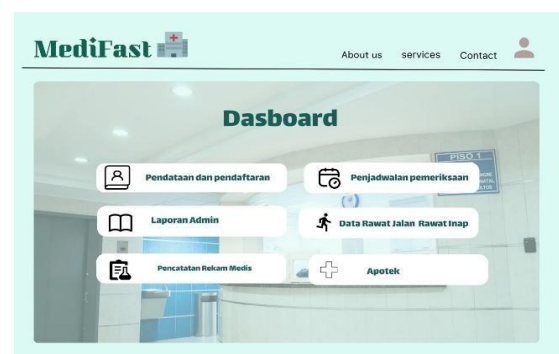 MediFast
About us services Contact
Dasboard
PISO 1
Pendataan dan pendaftaran
Penjadwalan pemeriksaan
Laporan Admin
Data Rawat Jalan Rawat Inap
Pencatatan Rekam Medis
Apotek